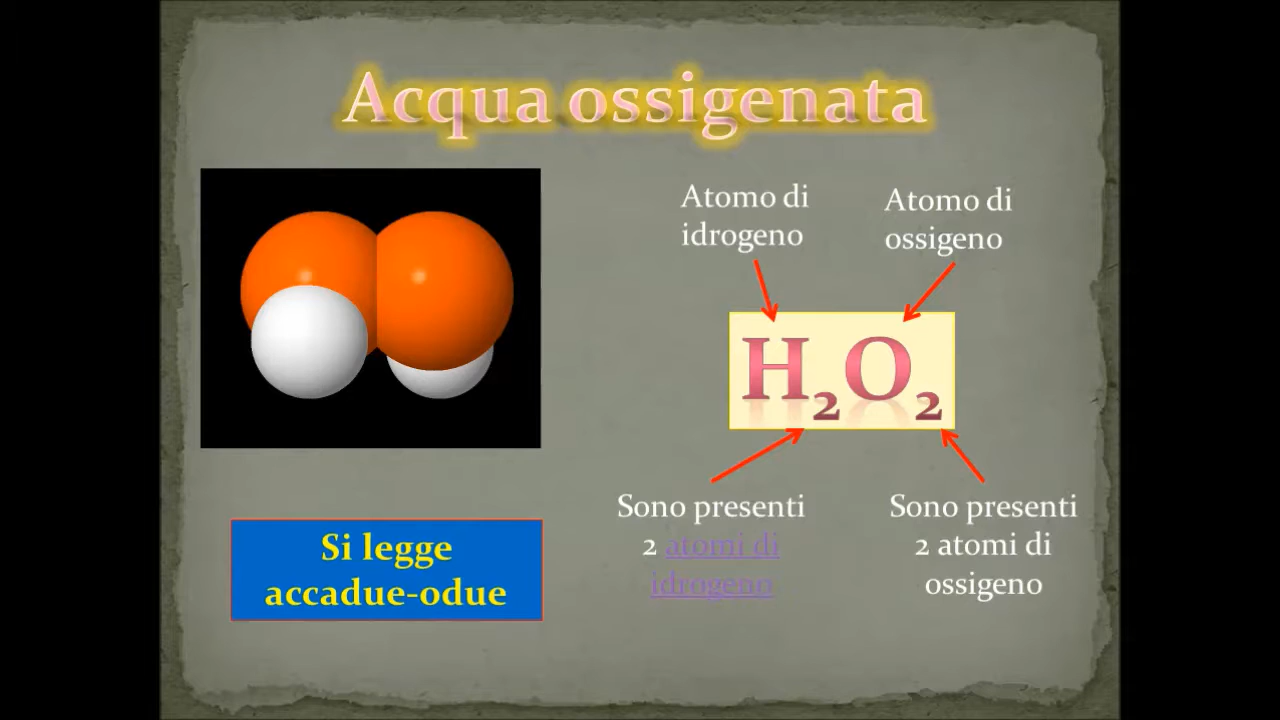 Acqua ossigenata
Atomo di
idrogeno
Atomo di
ossigeno
H₂O₂
Sono presenti
2 atomi di
idrogeno
Sono presenti
2 atomi di
ossigeno
Si legge
accadue-odue